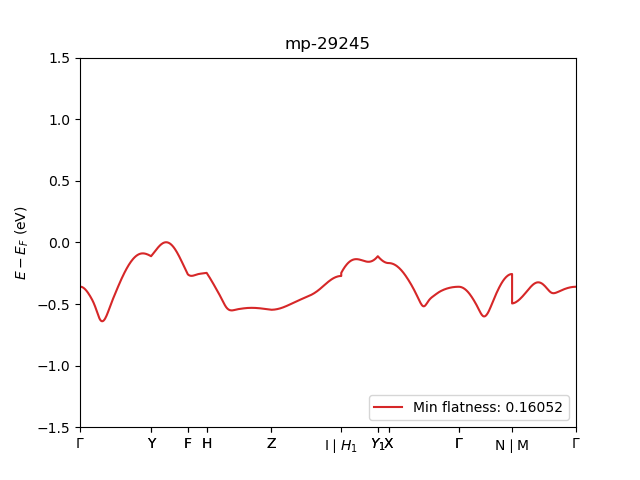 mp-29245
1.5
1.0
0.5
0.0
−0.5
−1.0
−1.5
E − E_F (eV)
Min flatness: 0.16052
Γ Y F H Z I | H₁ Y₁ X Γ N | M Γ